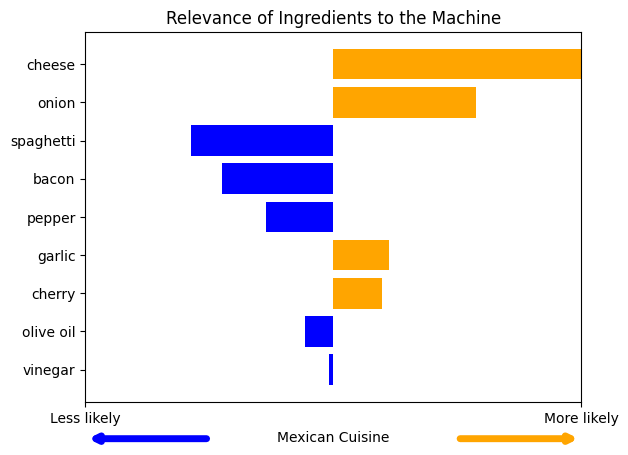 Relevance of Ingredients to the Machine
cheese
onion
spaghetti
bacon
pepper
garlic
cherry
olive oil
vinegar
Less likely
More likely
Mexican Cuisine